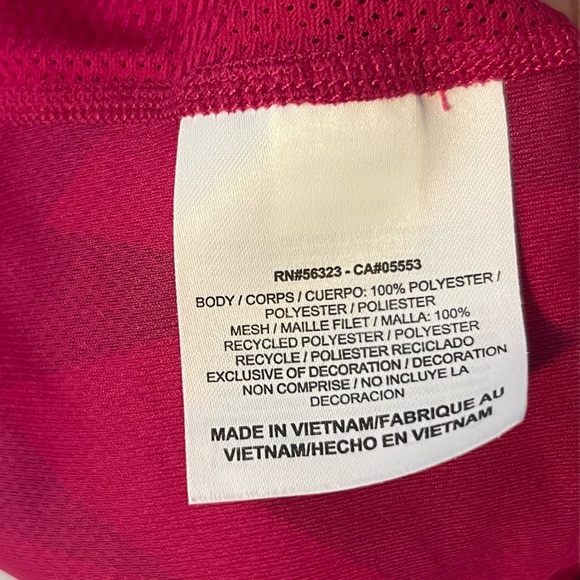 RN#56323 - CA#05553
BODY / CORPS / CUERPO: 100% POLYESTER /
POLYESTER / POLIESTER
MESH / MAILLE FILET / MALLA: 100%
RECYCLED POLYESTER / POLYESTER
RECYCLE / POLIESTER RECICLADO
EXCLUSIVE OF DECORATION / DECORATION
NON COMPRISE / NO INCLUYE LA
DECORACION
MADE IN VIETNAM/FABRIQUE AU
VIETNAM/HECHO EN VIETNAM